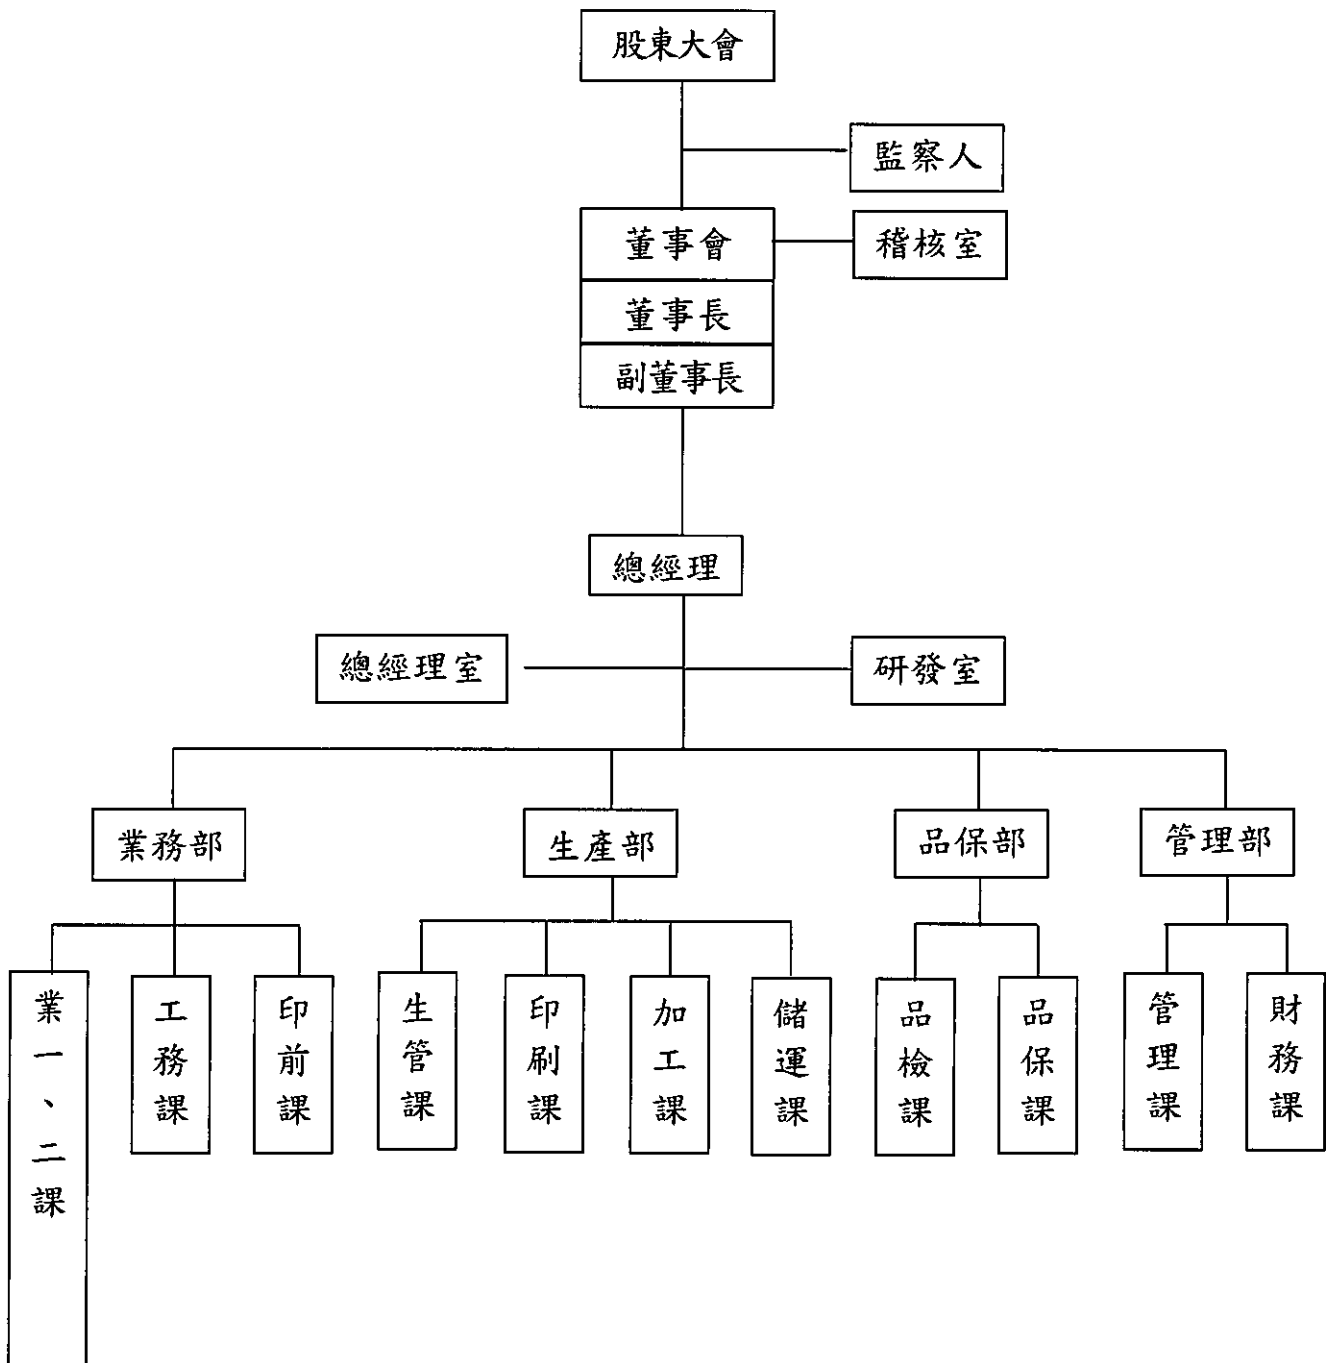 股東大會
監察人
董事會
稽核室
董事長
副董事長
總經理
總經理室
研發室
業務部
生產部
品保部
管理部
業一、二課
工務課
印前課
生管課
印刷課
加工課
儲運課
品檢課
品保課
管理課
財務課